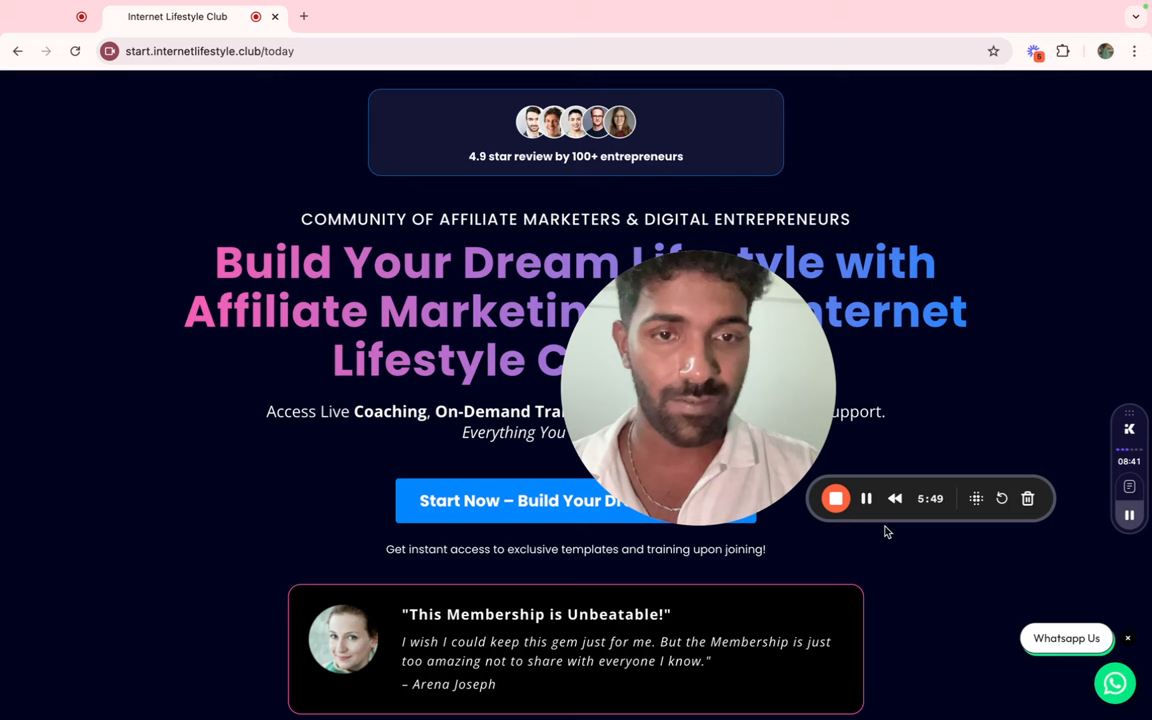 Internet Lifestyle Club
start.internetlifestyle.club/today
5
4.9 star review by 100+ entrepreneurs
COMMUNITY OF AFFILIATE MARKETERS & DIGITAL ENTREPRENEURS
Build Your Dream Lifestyle with
Affiliate Marketing Internet
Lifestyle C
Access Live Coaching, On-Demand Tra upport.
Everything You
Start Now – Build Your Dr
5:49
08:41
Get instant access to exclusive templates and training upon joining!
"This Membership is Unbeatable!"
I wish I could keep this gem just for me. But the Membership is just
too amazing not to share with everyone I know."
– Arena Joseph
Whatsapp Us